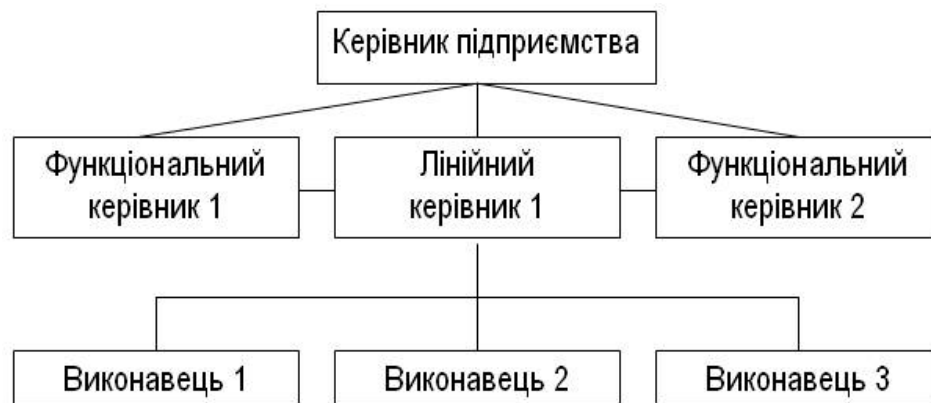 Керівник підприємства
Функціональний
керівник 1
Лінійний
керівник 1
Функціональний
керівник 2
Виконавець 1
Виконавець 2
Виконавець 3